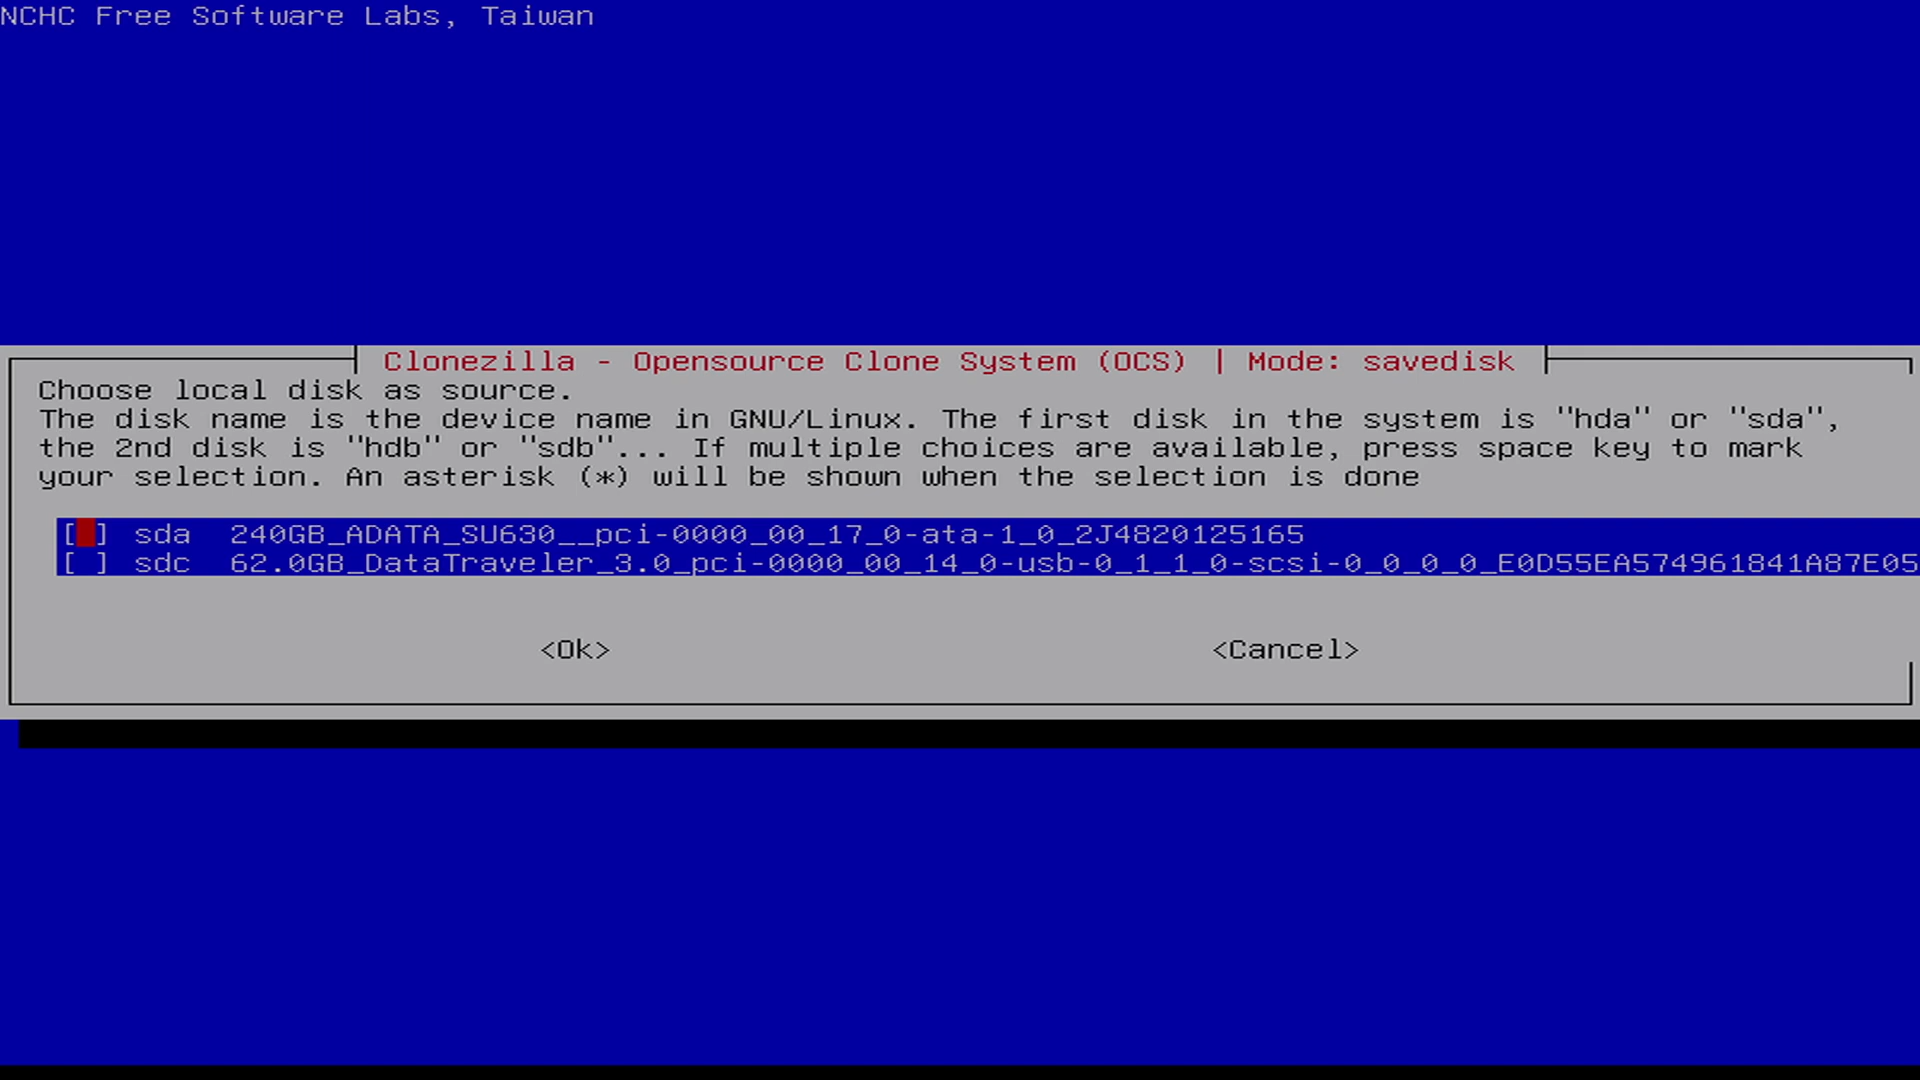 NCHC Free Software Labs, Taiwan
Clonezilla - Opensource Clone System (OCS) | Mode: savedisk
Choose local disk as source.
The disk name is the device name in GNU/Linux. The first disk in the system is "hda" or "sda",
the 2nd disk is "hdb" or "sdb"... If multiple choices are available, press space key to mark
your selection. An asterisk (*) will be shown when the selection is done
[ ] sda 240GB_ADATA_SU630__pci-0000_00_17_0-ata-1_0_2J4820125165
[ ] sdc 62.0GB_DataTraveler_3.0_pci-0000_00_14_0-usb-0_1_1_0-scsi-0_0_0_0_E0D55EA574961841A87E05
<Ok> <Cancel>